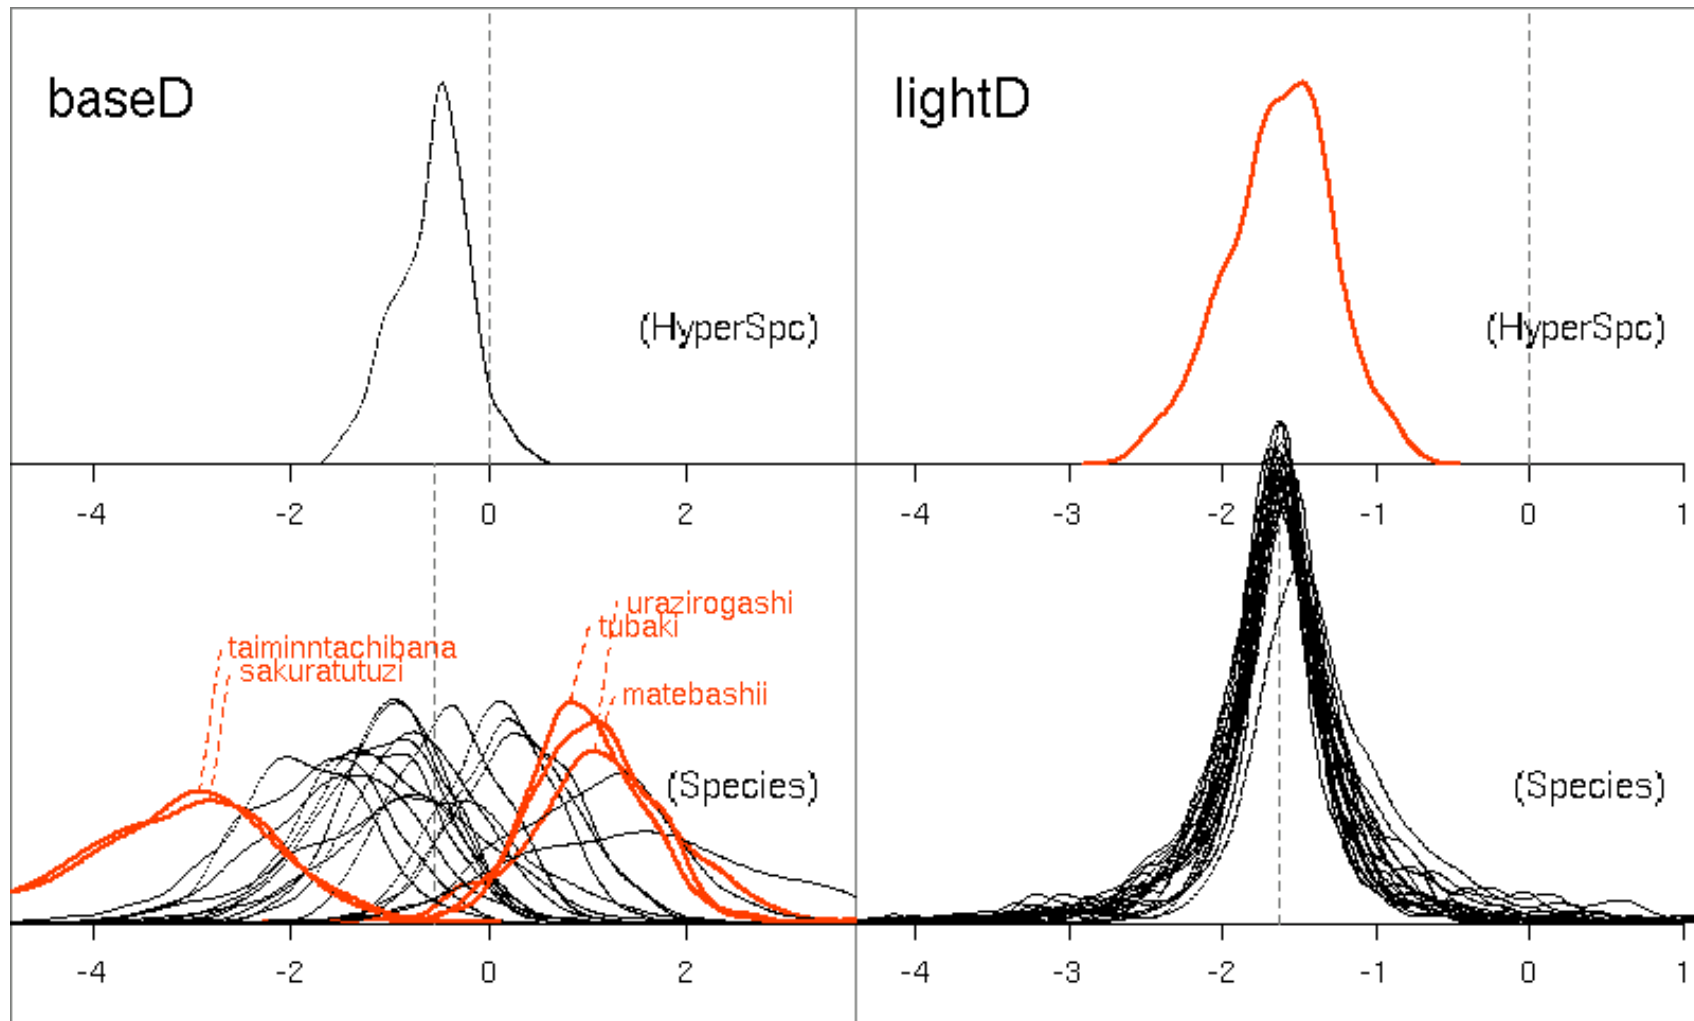 baseD
(HyperSpc)
-4 -2 0 2
lightD
(HyperSpc)
-4 -3 -2 -1 0 1
urazirogashi
tubaki
taiminntachibana
sakuratutuzi
matebashii
(Species)
-4 -2 0 2
(Species)
-4 -3 -2 -1 0 1